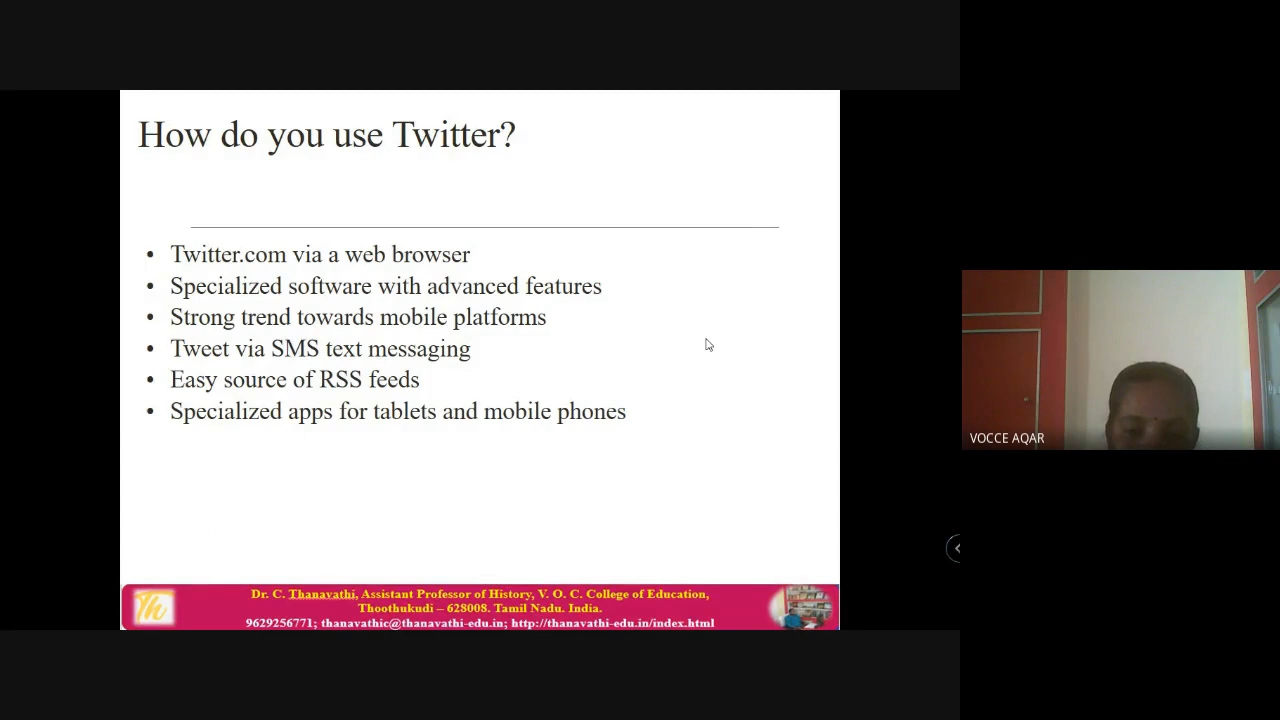 How do you use Twitter?
• Twitter.com via a web browser
• Specialized software with advanced features
• Strong trend towards mobile platforms
• Tweet via SMS text messaging
• Easy source of RSS feeds
• Specialized apps for tablets and mobile phones
Th
Dr. C. Thanavathi, Assistant Professor of History, V. O. C. College of Education,
Thoothukudi – 628008. Tamil Nadu. India.
9629256771; thanavathic@thanavathi-edu.in; http://thanavathi-edu.in/index.html
VOCCE AQAR